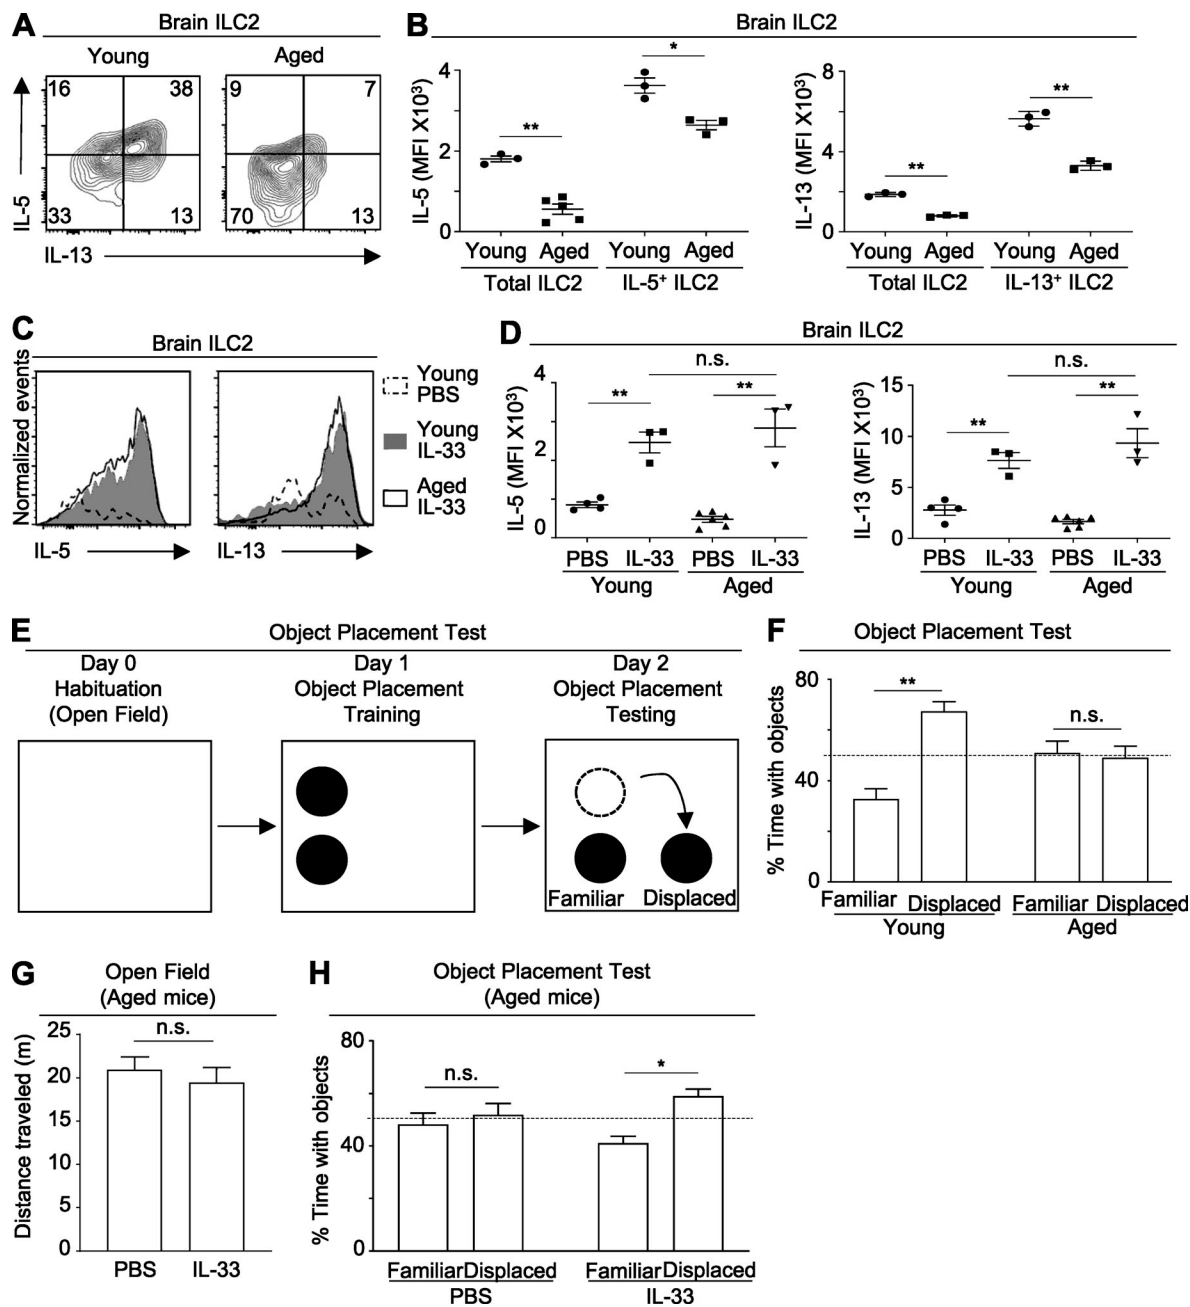 A
Brain ILC2
Young
Aged
16
38
33
13
9
7
70
13
IL-5
IL-13
B
Brain ILC2
IL-5 (MFI X10³)
4
2
0
**
*
Young Aged Young Aged
Total ILC2 IL-5⁺ ILC2
IL-13 (MFI X10³)
8
4
0
**
**
Young Aged Young Aged
Total ILC2 IL-13⁺ ILC2
C
Brain ILC2
Normalized events
IL-5
IL-13
Young
PBS
Young
IL-33
Aged
IL-33
D
Brain ILC2
IL-5 (MFI X10³)
4
2
0
n.s.
**
**
PBS IL-33 PBS IL-33
Young Aged
IL-13 (MFI X10³)
15
10
5
0
n.s.
**
**
PBS IL-33 PBS IL-33
Young Aged
E
Object Placement Test
Day 0
Habituation
(Open Field)
Day 1
Object Placement
Training
Day 2
Object Placement
Testing
Familiar Displaced
F
Object Placement Test
% Time with objects
80
40
0
**
n.s.
Familiar Displaced Familiar Displaced
Young Aged
G
Open Field
(Aged mice)
Distance traveled (m)
25
20
15
10
5
0
n.s.
PBS IL-33
H
Object Placement Test
(Aged mice)
% Time with objects
80
40
0
n.s.
*
Familiar Displaced Familiar Displaced
PBS IL-33